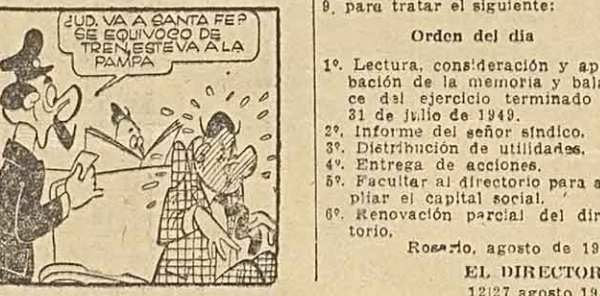 ¿UD. VA A SANTA FE?
SE EQUIVOCO DE
TREN, ESTE VA A LA
PAMPA
9, para tratar el siguiente:
Orden del día
1º. Lectura, consideración y ap
bación de la memoria y bala
ce del ejercicio terminado
31 de julio de 1949.
2º. Informe del señor síndico.
3º. Distribución de utilidades.
4º. Entrega de acciones.
5º. Facultar al directorio para a
pliar el capital social.
6º. Renovación parcial del dir
torio.
Rosario, agosto de 19
EL DIRECTOR
12|27 agosto 19